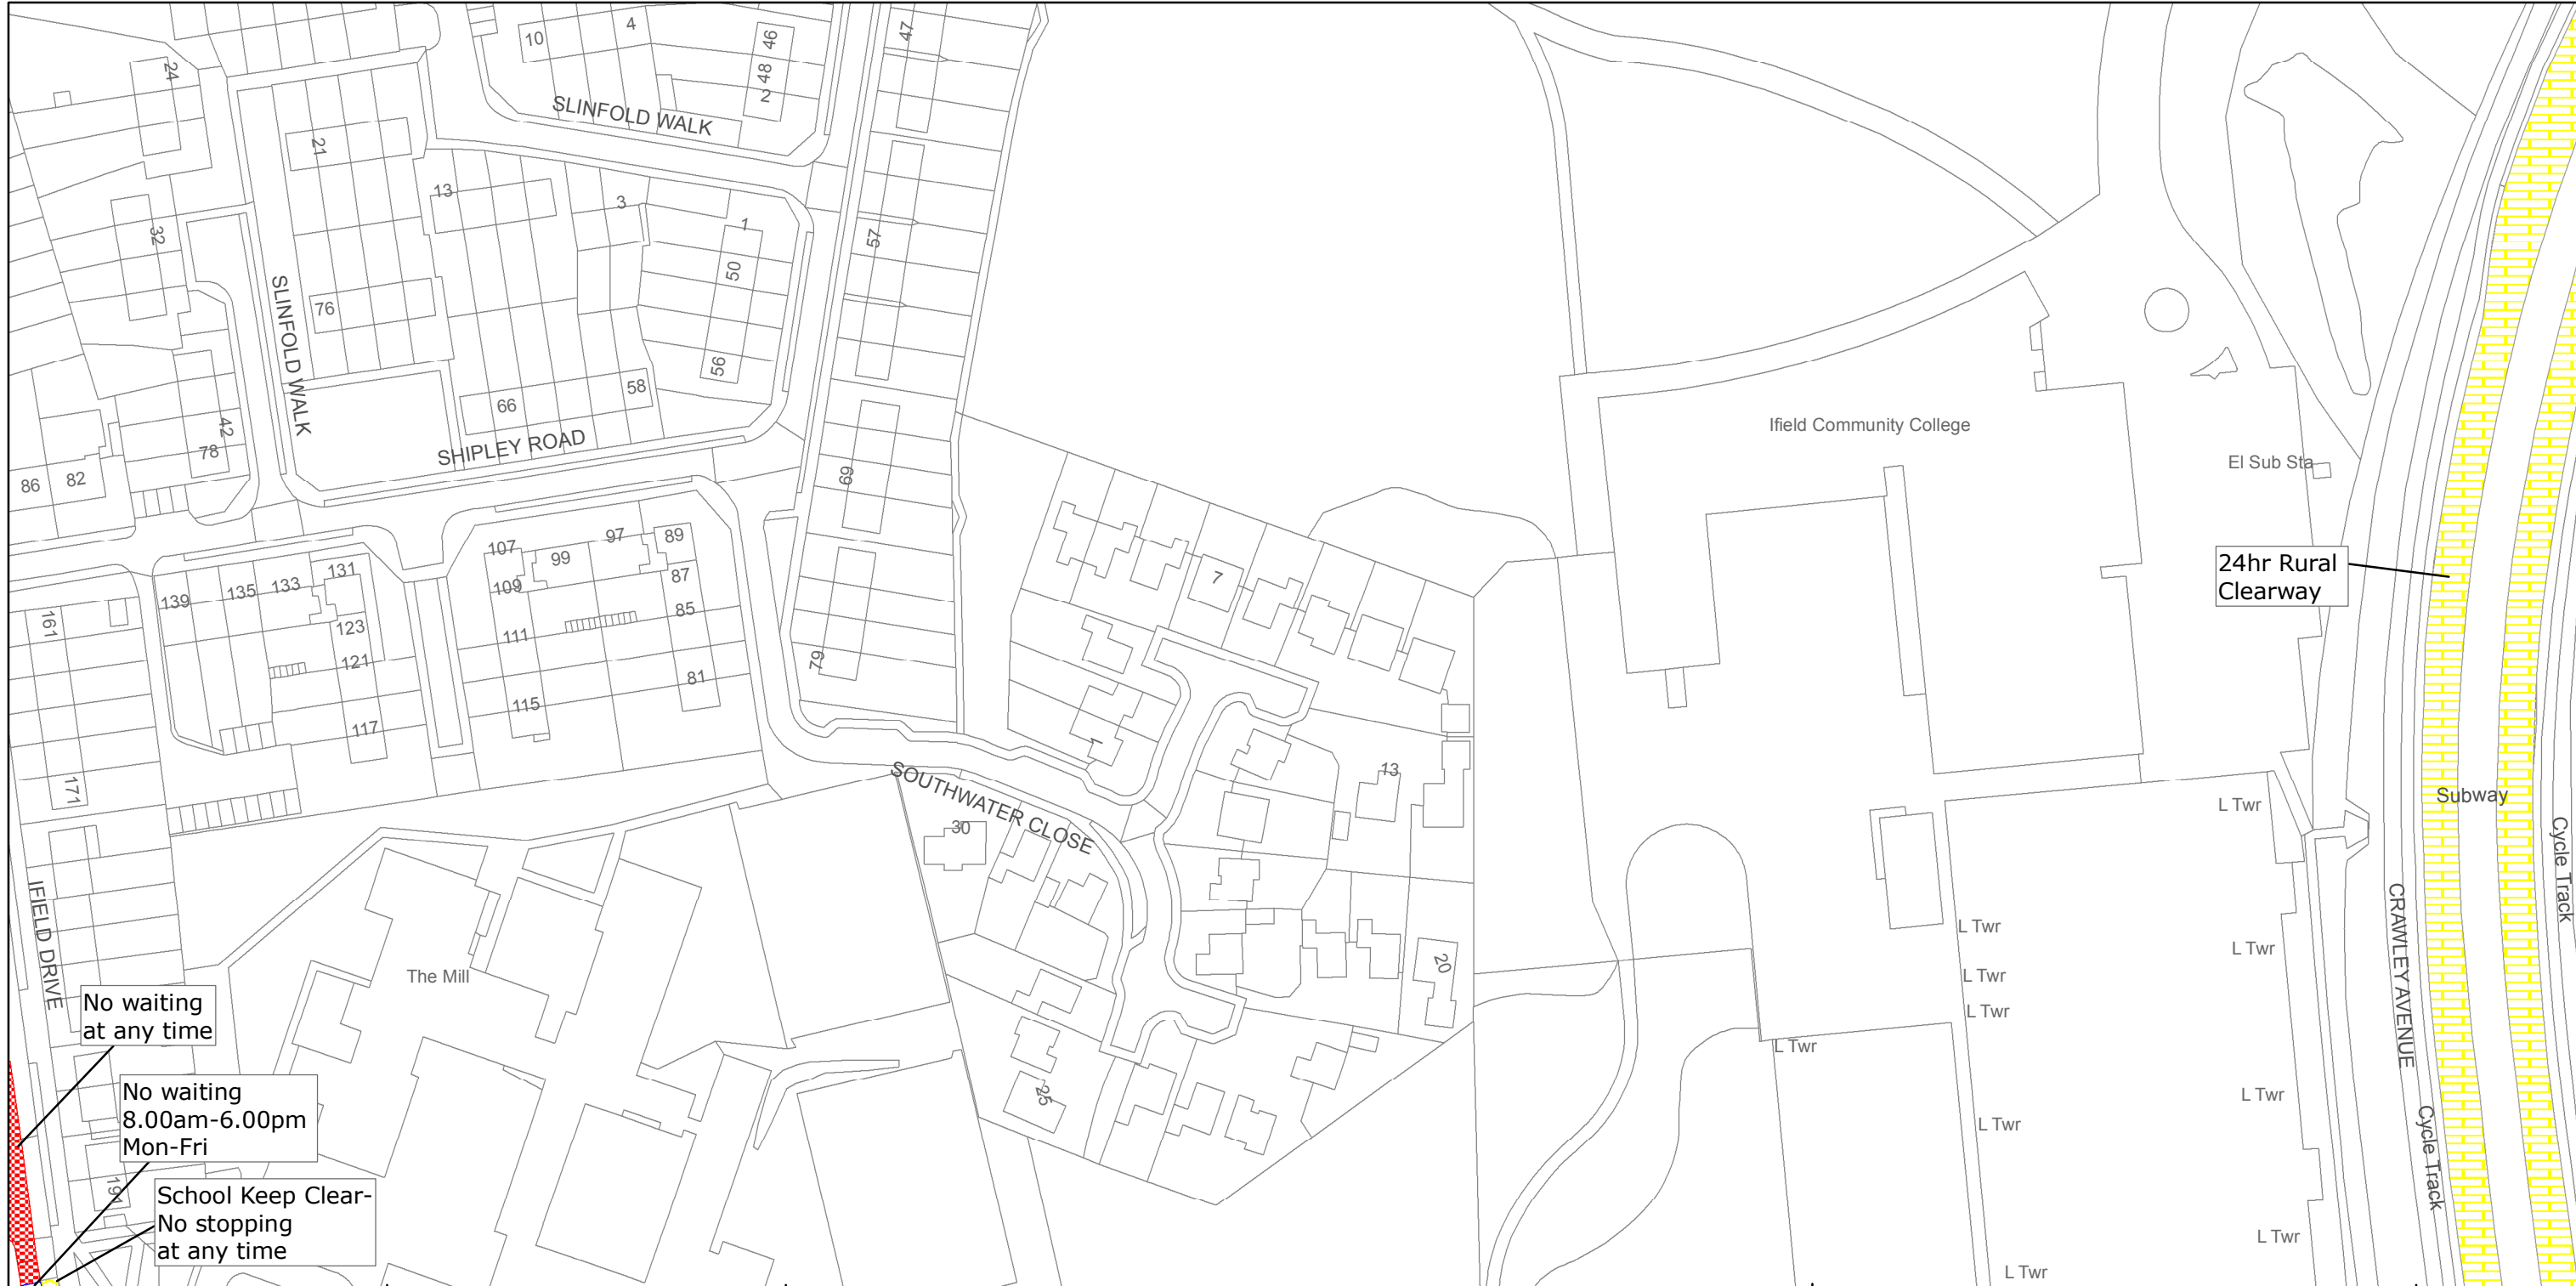 24
10
4
46
48
2
47
SLINFOLD WALK
21
13
3
1
50
56
57
32
SLINFOLD WALK
76
66
58
SHIPLEY ROAD
42
78
86
82
69
Ifield Community College
El Sub Sta
24hr Rural
Clearway
107
99
97
89
109
87
111
85
115
81
139
135
133
131
123
121
117
161
171
79
7
1
13
SOUTHWATER CLOSE
30
20
25
Subway
Cycle Track
CRAWLEY AVENUE
Cycle Track
L Twr
L Twr
L Twr
L Twr
L Twr
L Twr
L Twr
L Twr
L Twr
L Twr
IFIELD DRIVE
The Mill
No waiting
at any time
No waiting
8.00am-6.00pm
Mon-Fri
191
School Keep Clear-
No stopping
at any time